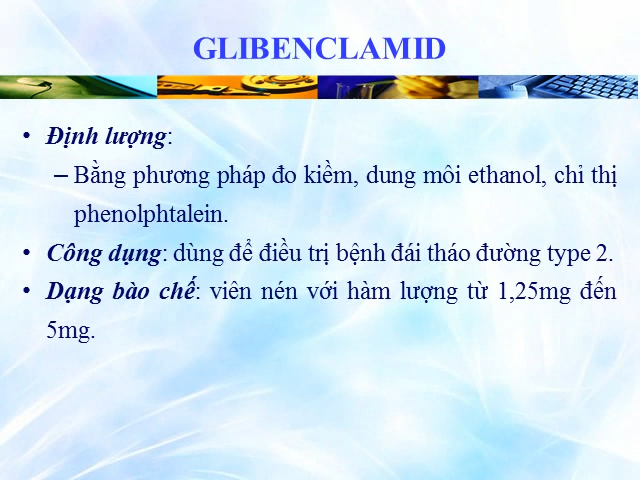 GLIBENCLAMID
• Định lượng:
– Bằng phương pháp đo kiềm, dung môi ethanol, chỉ thị
phenolphtalein.
• Công dụng: dùng để điều trị bệnh đái tháo đường type 2.
• Dạng bào chế: viên nén với hàm lượng từ 1,25mg đến
5mg.